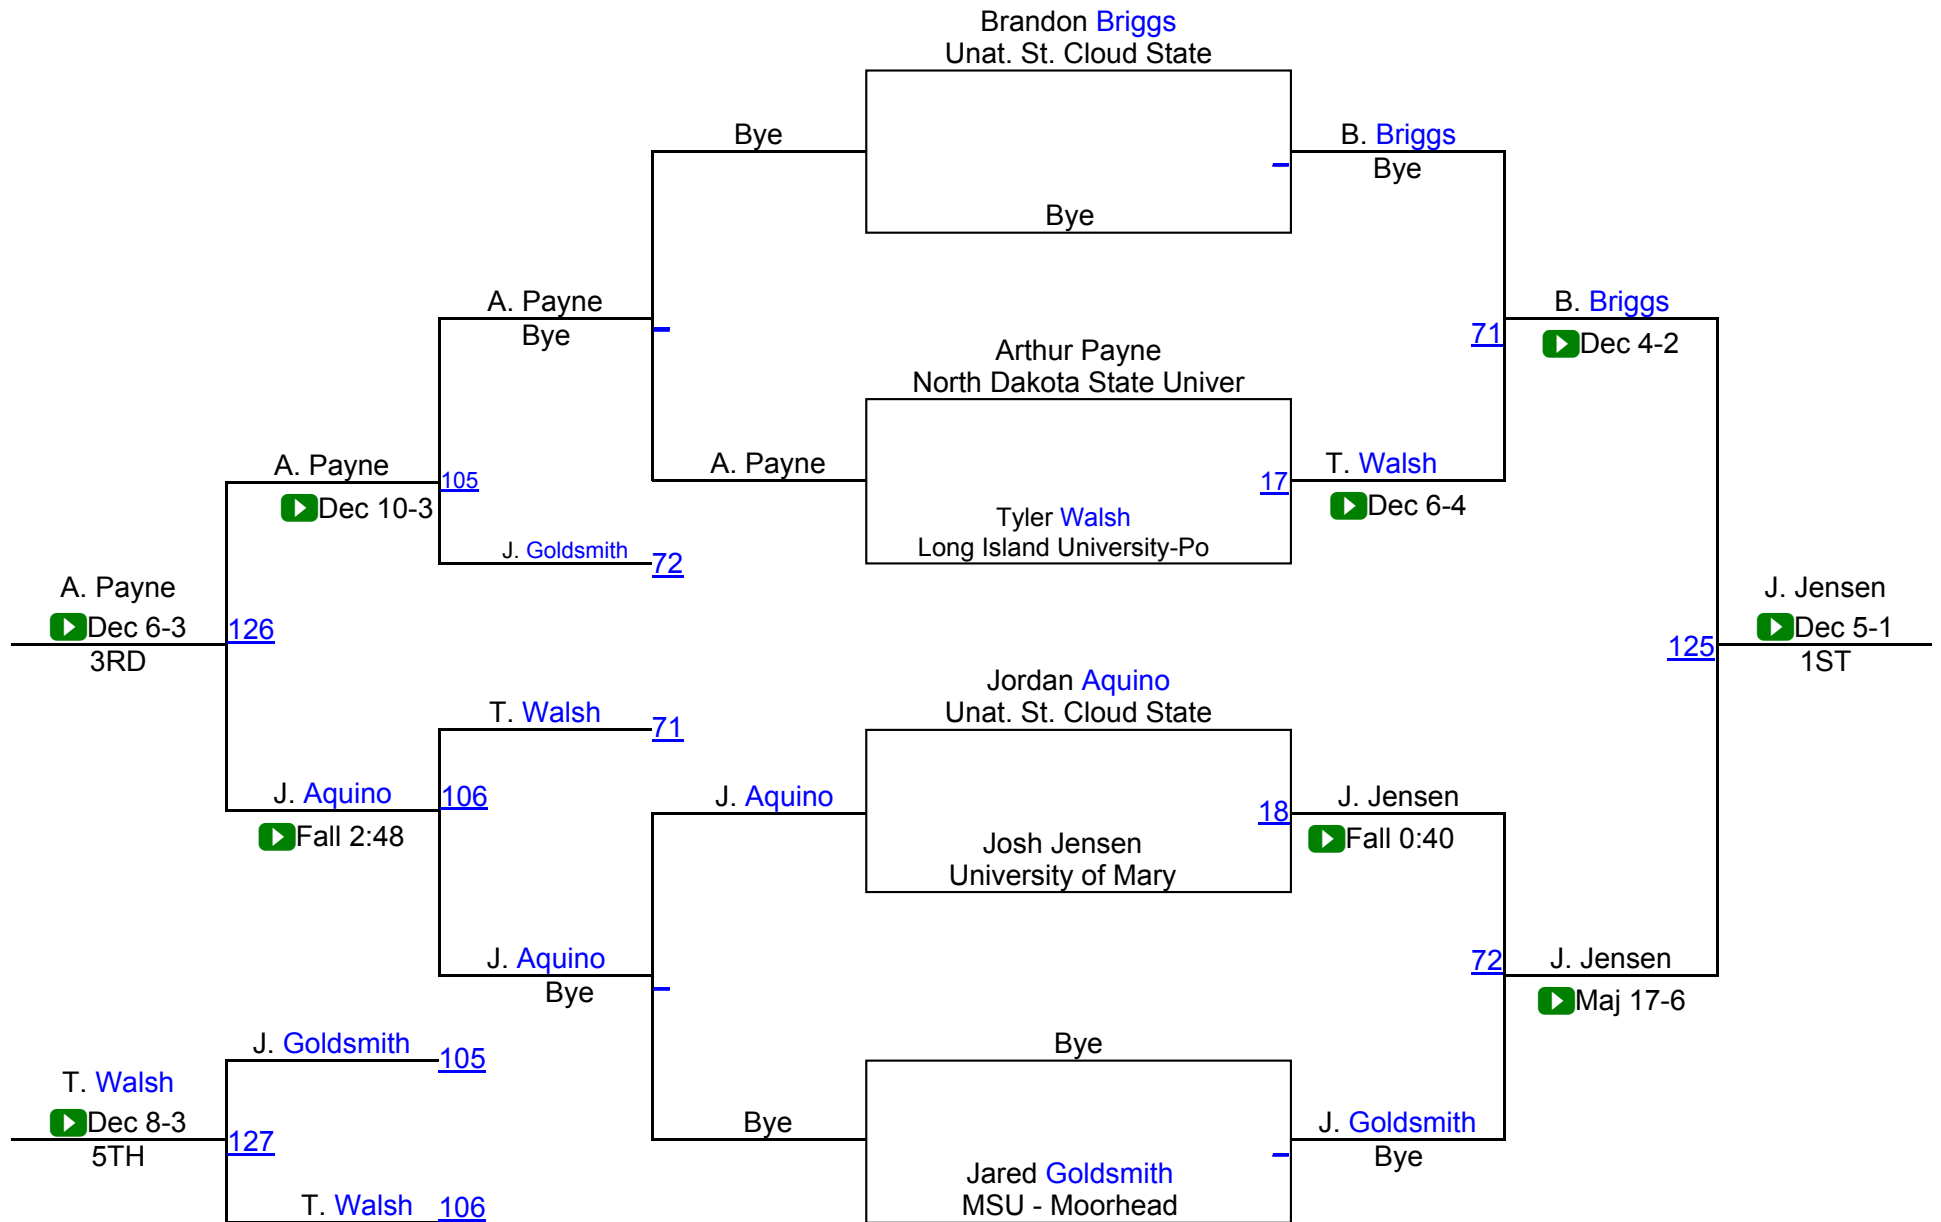 Brandon Briggs
Unat. St. Cloud State
Bye
B. Briggs
Bye
Bye
A. Payne
Bye
B. Briggs
71
Dec 4-2
Arthur Payne
North Dakota State Univer
A. Payne
Dec 10-3
105
A. Payne
17
T. Walsh
Dec 6-4
Tyler Walsh
Long Island University-Po
J. Goldsmith
72
A. Payne
Dec 6-3
3RD
126
J. Jensen
Dec 5-1
1ST
125
Jordan Aquino
Unat. St. Cloud State
T. Walsh
71
J. Aquino
Fall 2:48
106
J. Aquino
18
J. Jensen
Fall 0:40
Josh Jensen
University of Mary
J. Aquino
Bye
72
J. Jensen
Maj 17-6
J. Goldsmith
105
Bye
T. Walsh
Dec 8-3
5TH
127
Bye
J. Goldsmith
Bye
Jared Goldsmith
MSU - Moorhead
T. Walsh
106